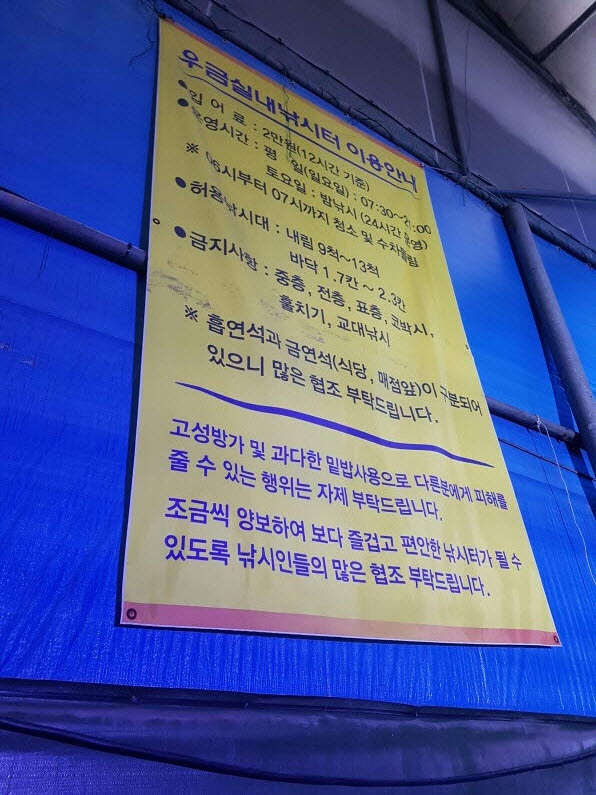 우금실내낚시터 이용안내
●입 어 료 : 2만원(12시간 기준)
● 영시간 : 평 일(일요일) : 07:30~ :00
토요일 : 밤낚시 (24시간 운영)
※ 시부터 07시까지 청소 및 수차돌림
●허용낚시대 : 내림 9척~13척
바닥 1.7칸 ~ 2.3칸
●금지사항 : 중층, 전층, 표층, 코박시,
훌치기, 교대낚시
※ 흡연석과 금연석(식당, 매점앞)이 구분되어
있으니 많은 협조 부탁드립니다.
고성방가 및 과다한 밑밥사용으로 다른분에게 피해를
줄 수 있는 행위는 자제 부탁드립니다.
조금씩 양보하여 보다 즐겁고 편안한 낚시터가 될 수
있도록 낚시인들의 많은 협조 부탁드립니다.